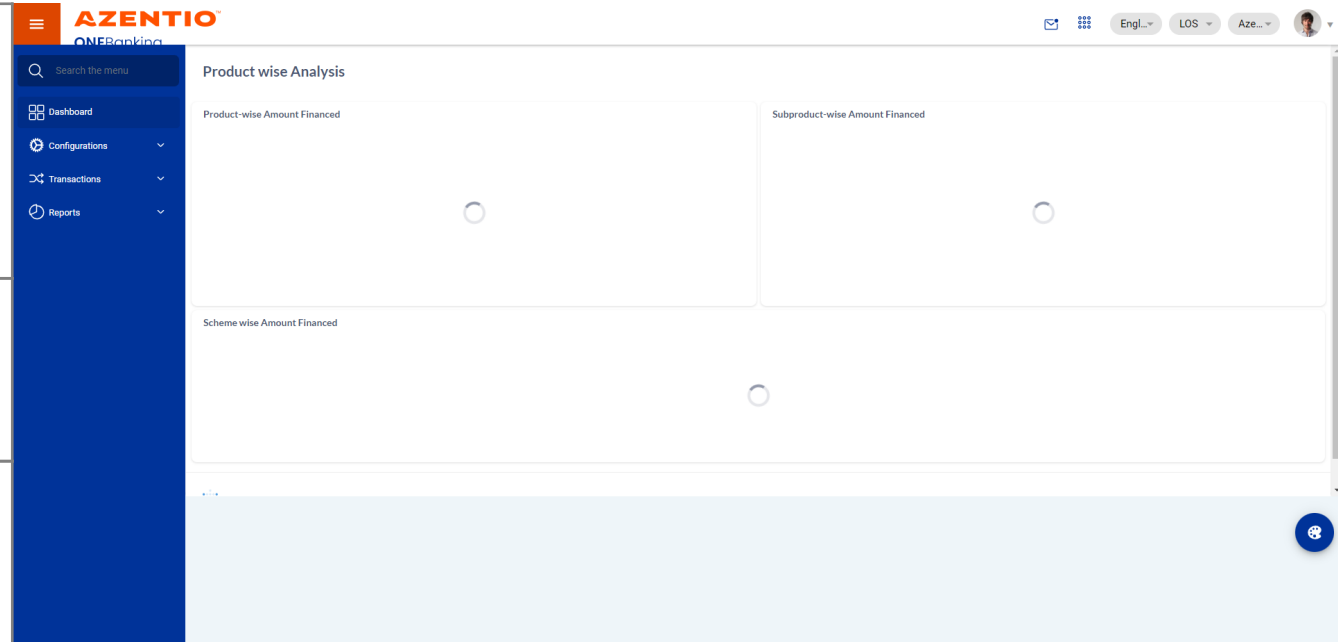 AZENTIO™
ONEBanking
Engl...
LOS
Aze...
Search the menu
Dashboard
Configurations
Transactions
Reports
Product wise Analysis
Product-wise Amount Financed
Subproduct-wise Amount Financed
Scheme wise Amount Financed